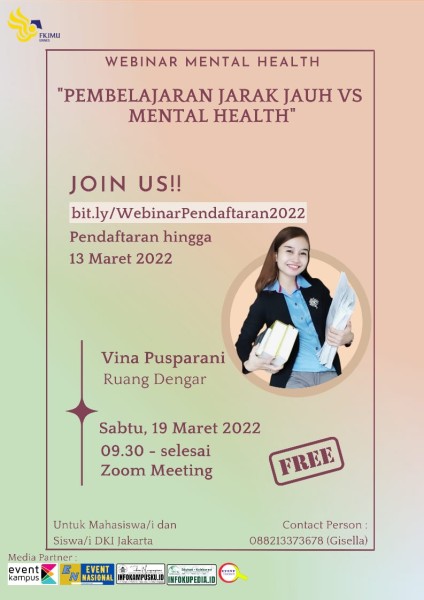 FKJMU
WEBINAR MENTAL HEALTH
"PEMBELAJARAN JARAK JAUH VS
MENTAL HEALTH"
JOIN US!!
bit.ly/WebinarPendaftaran2022
Pendaftaran hingga
13 Maret 2022
Vina Pusparani
Ruang Dengar
Sabtu, 19 Maret 2022
09.30 - selesai
Zoom Meeting
FREE
Untuk Mahasiswa/i dan
Siswa/i DKI Jakarta
Contact Person :
088213373678 (Gisella)
Media Partner :
event
kampus
EN
EVENT
NASIONAL
INFOKAMPUSKU.ID
INFOKUPEDIA.ID